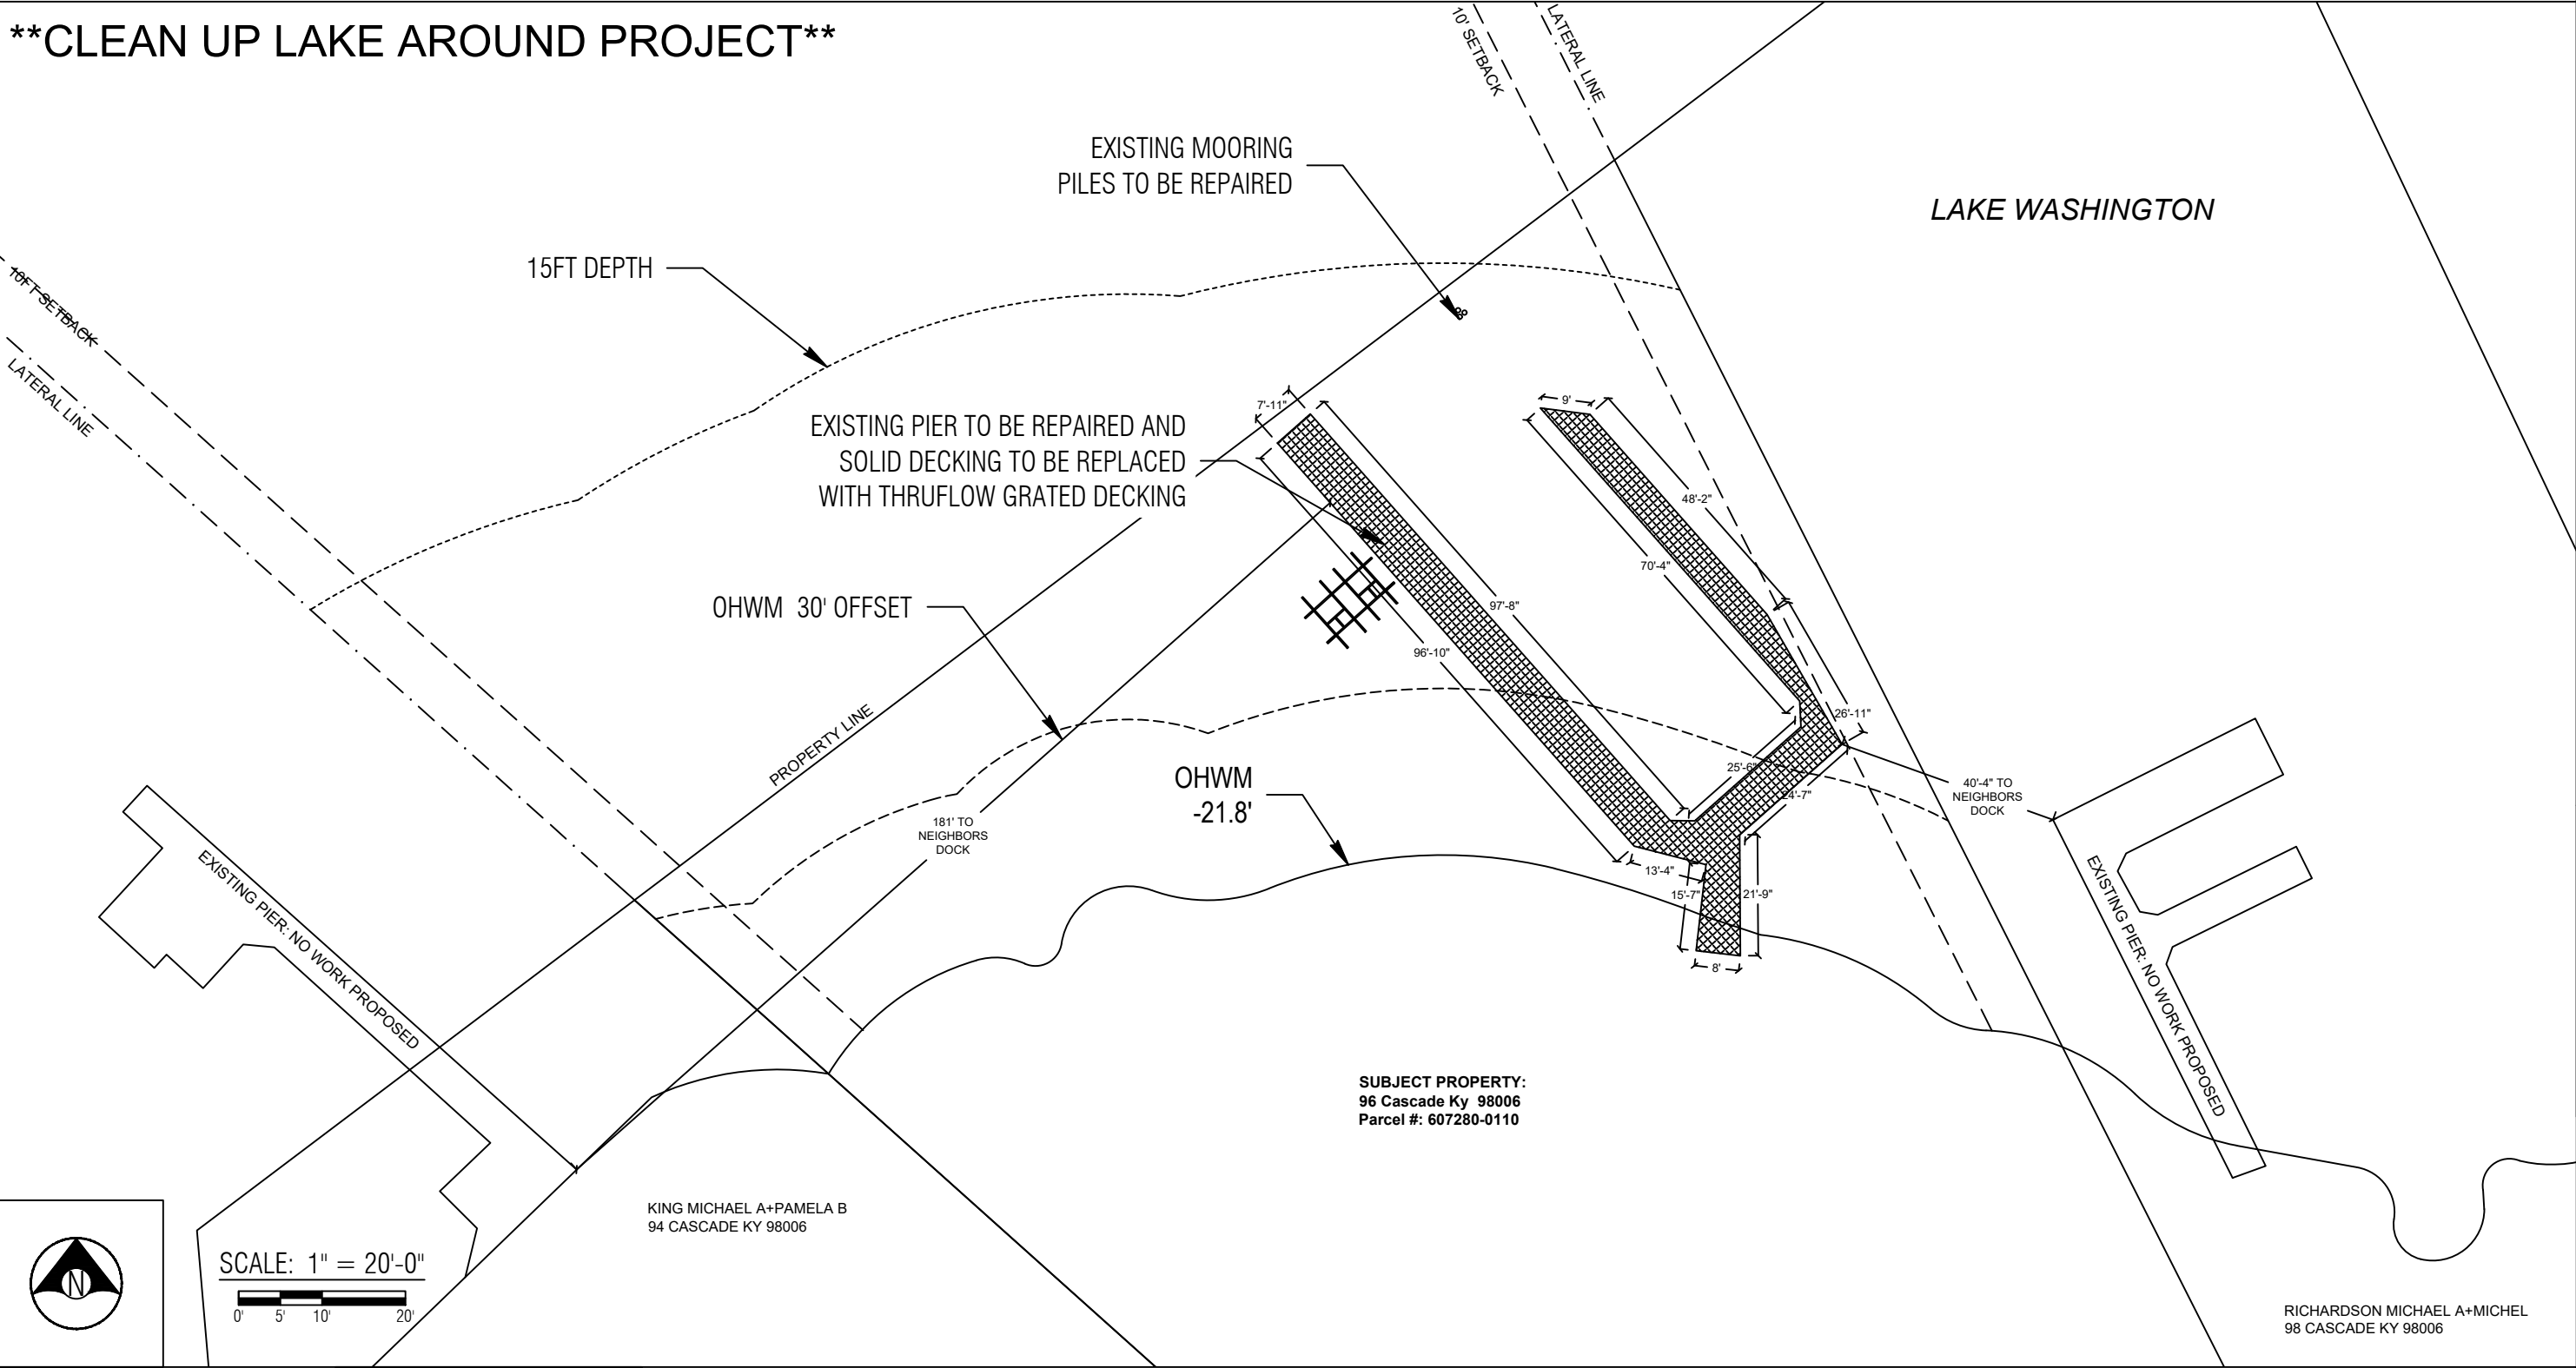 **CLEAN UP LAKE AROUND PROJECT**
10' SETBACK
LATERAL LINE
EXISTING MOORING
PILES TO BE REPAIRED
LAKE WASHINGTON
15FT DEPTH
10FT SETBACK
LATERAL LINE
7'-11"
9'
EXISTING PIER TO BE REPAIRED AND
SOLID DECKING TO BE REPLACED
WITH THRUFLOW GRATED DECKING
48'-2"
70'-4"
OHWM 30' OFFSET
97'-8"
96'-10"
26'-11"
PROPERTY LINE
25'-6"
24'-7"
OHWM
-21.8'
40'-4" TO
NEIGHBORS
DOCK
181' TO
NEIGHBORS
DOCK
13'-4"
15'-7"
21'-9"
8'
EXISTING PIER: NO WORK PROPOSED
EXISTING PIER: NO WORK PROPOSED
SUBJECT PROPERTY:
96 Cascade Ky 98006
Parcel #: 607280-0110
KING MICHAEL A+PAMELA B
94 CASCADE KY 98006
N
SCALE: 1" = 20'-0"
0' 5' 10' 20'
RICHARDSON MICHAEL A+MICHEL
98 CASCADE KY 98006